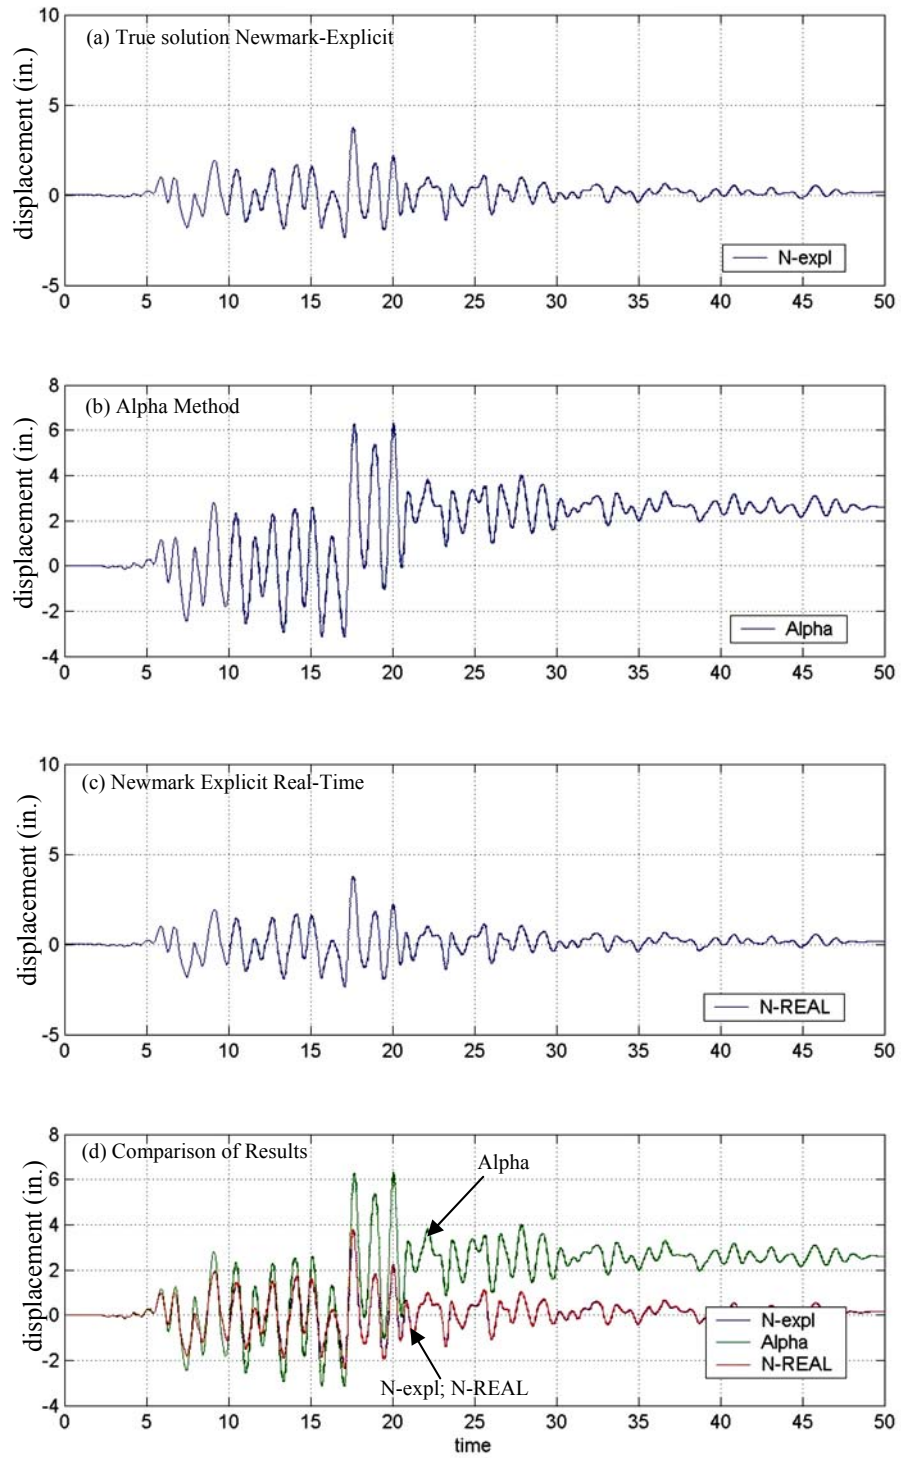 10
(a) True solution Newmark-Explicit
displacement (in.)
5
0
N-expl
-5
0 5 10 15 20 25 30 35 40 45 50
8
(b) Alpha Method
displacement (in.)
6
4
2
0
-2
Alpha
-4
0 5 10 15 20 25 30 35 40 45 50
10
(c) Newmark Explicit Real-Time
displacement (in.)
5
0
N-REAL
-5
0 5 10 15 20 25 30 35 40 45 50
8
(d) Comparison of Results
Alpha
displacement (in.)
6
4
2
0
N-expl
Alpha
-2
N-REAL
N-expl; N-REAL
-4
0 5 10 15 20 25 30 35 40 45 50
time